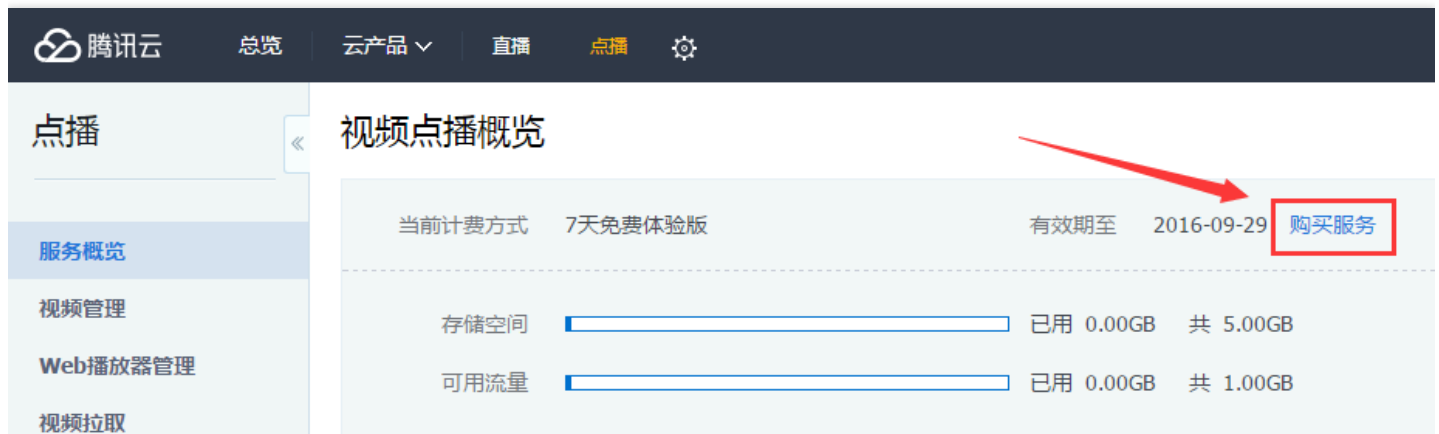 腾讯云 总览 云产品 直播 点播
点播
视频点播概览
当前计费方式 7天免费体验版 有效期至 2016-09-29 购买服务
服务概览
视频管理
存储空间 已用 0.00GB 共 5.00GB
Web播放器管理
可用流量 已用 0.00GB 共 1.00GB
视频拉取